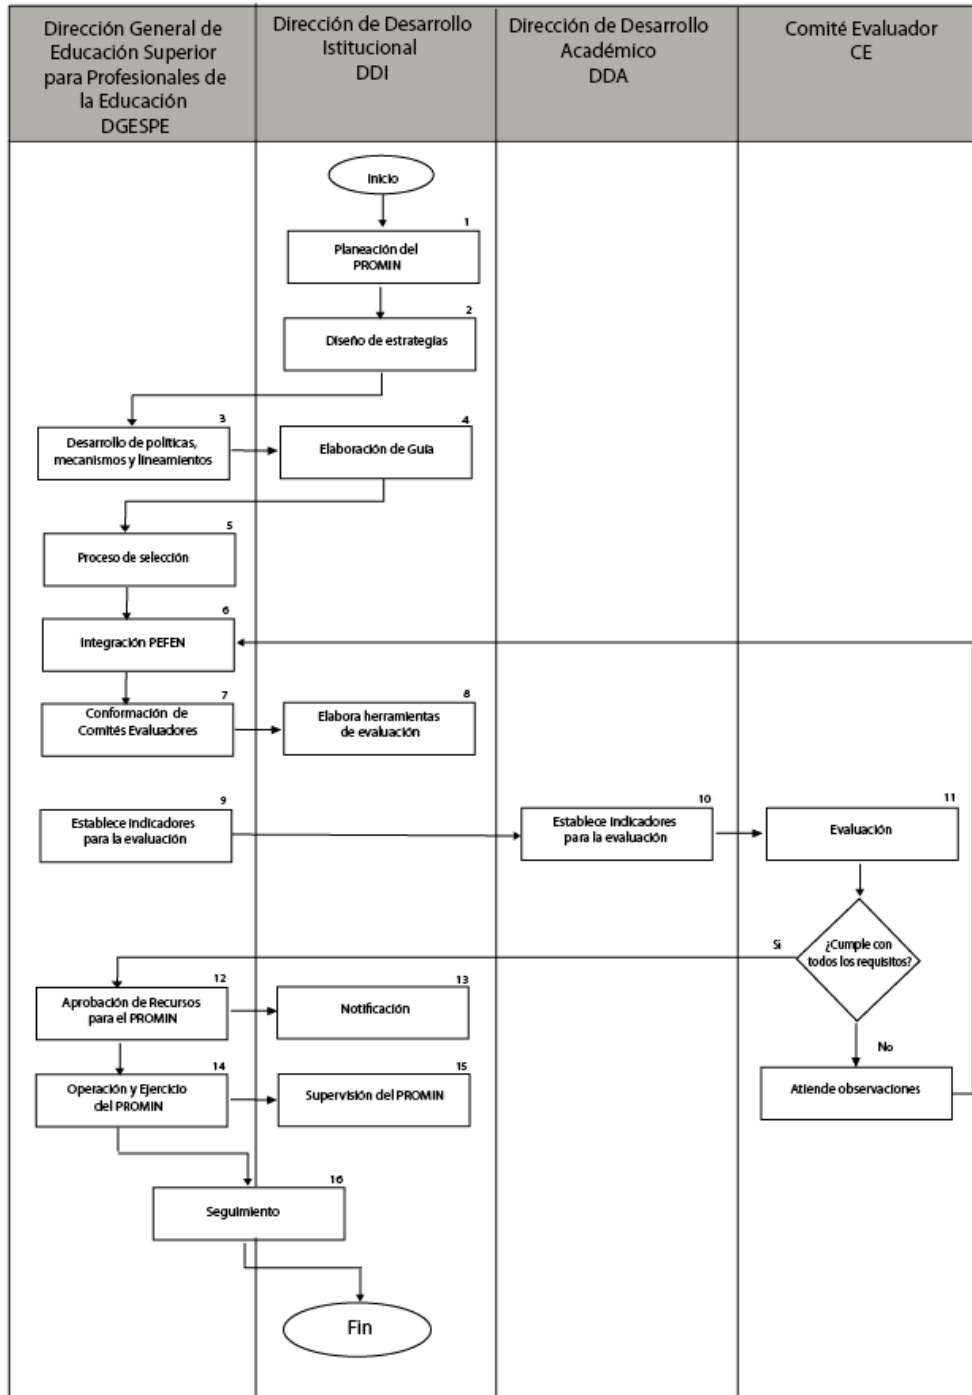 Dirección General de
Educación Superior
para Profesionales de
la Educación
DGESPE
Dirección de Desarrollo
Istitucional
DDI
Dirección de Desarrollo
Académico
DDA
Comité Evaluador
CE
Inicio
1
Planeación del
PROMIN
2
Diseño de estrategias
3
Desarrollo de políticas,
mecanismos y lineamientos
4
Elaboración de Guía
5
Proceso de selección
6
Integración PEFEN
7
Conformación de
Comités Evaluadores
8
Elabora herramientas
de evaluación
9
Establece indicadores
para la evaluación
10
Establece indicadores
para la evaluación
11
Evaluación
¿Cumple con
todos los requisitos?
Si
No
12
Aprobación de Recursos
para el PROMIN
13
Notificación
14
Operación y Ejercicio
del PROMIN
15
Supervisión del PROMIN
Atiende observaciones
16
Seguimiento
Fin